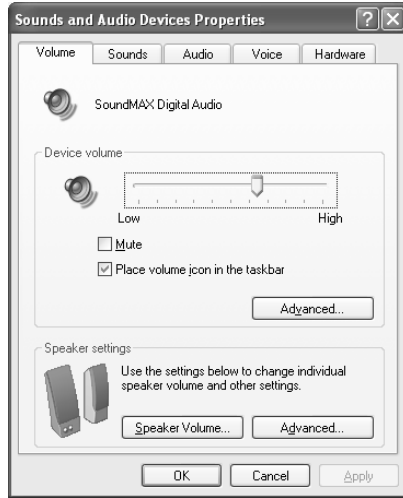 Sounds and Audio Devices Properties
Volume Sounds Audio Voice Hardware
SoundMAX Digital Audio
Device volume
Low High
Mute
Place volume icon in the taskbar
Advanced...
Speaker settings
Use the settings below to change individual
speaker volume and other settings.
Speaker Volume... Advanced...
OK Cancel Apply